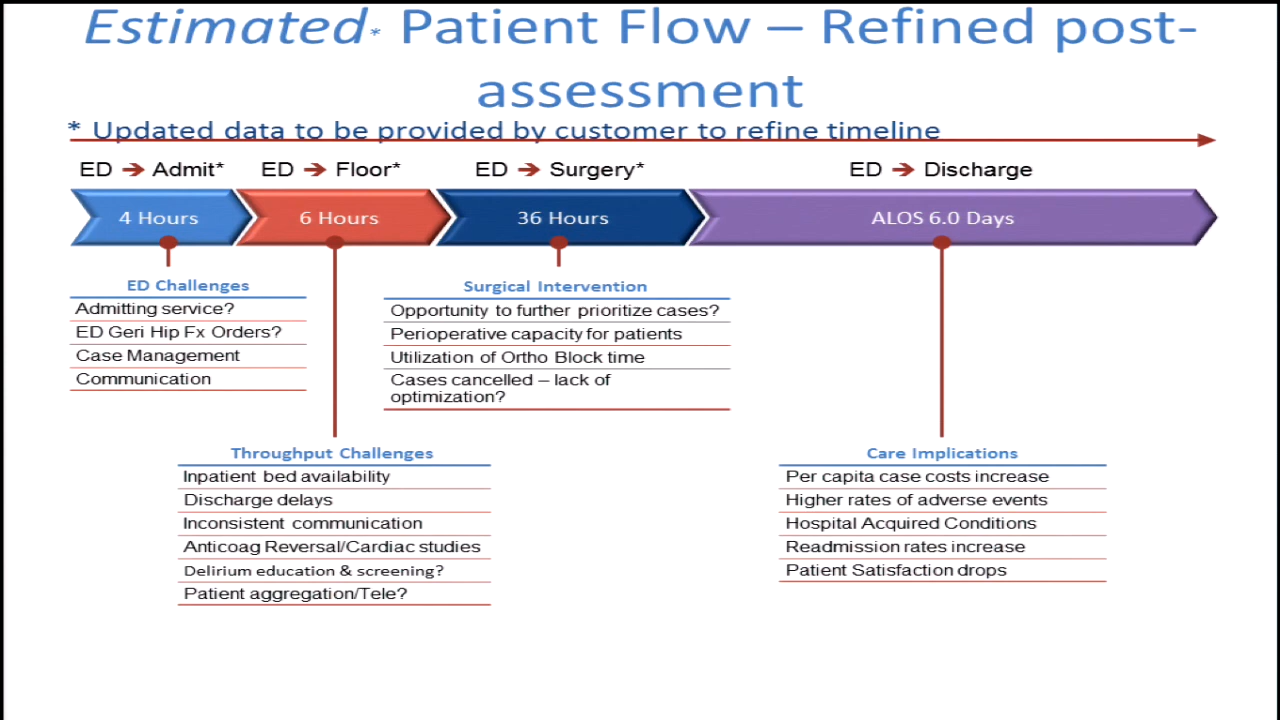 Estimated* Patient Flow – Refined post-
assessment
* Updated data to be provided by customer to refine timeline
ED ➔ Admit*
ED ➔ Floor*
ED ➔ Surgery*
ED ➔ Discharge
4 Hours
6 Hours
36 Hours
ALOS 6.0 Days
ED Challenges
Admitting service?
ED Geri Hip Fx Orders?
Case Management
Communication
Surgical Intervention
Opportunity to further prioritize cases?
Perioperative capacity for patients
Utilization of Ortho Block time
Cases cancelled – lack of
optimization?
Throughput Challenges
Inpatient bed availability
Discharge delays
Inconsistent communication
Anticoag Reversal/Cardiac studies
Delirium education & screening?
Patient aggregation/Tele?
Care Implications
Per capita case costs increase
Higher rates of adverse events
Hospital Acquired Conditions
Readmission rates increase
Patient Satisfaction drops